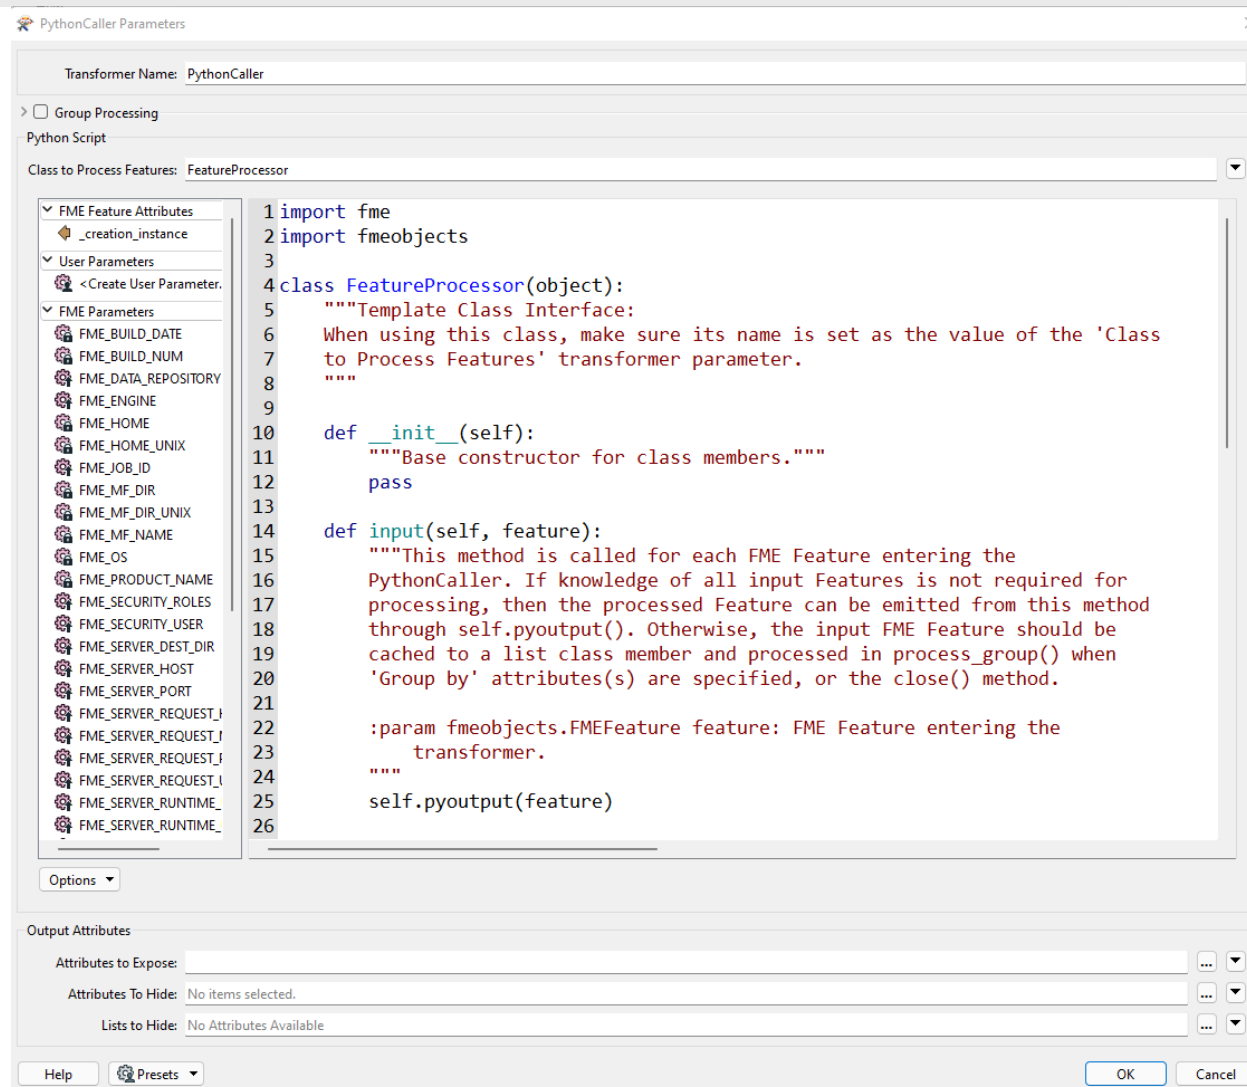 PythonCaller Parameters
Transformer Name: PythonCaller
Group Processing
Python Script
Class to Process Features: FeatureProcessor
FME Feature Attributes
_creation_instance
User Parameters
<Create User Parameter.
FME Parameters
FME_BUILD_DATE
FME_BUILD_NUM
FME_DATA_REPOSITORY
FME_ENGINE
FME_HOME
FME_HOME_UNIX
FME_JOB_ID
FME_MF_DIR
FME_MF_DIR_UNIX
FME_MF_NAME
FME_OS
FME_PRODUCT_NAME
FME_SECURITY_ROLES
FME_SECURITY_USER
FME_SERVER_DEST_DIR
FME_SERVER_HOST
FME_SERVER_PORT
FME_SERVER_REQUEST_
FME_SERVER_REQUEST_
FME_SERVER_REQUEST_
FME_SERVER_REQUEST_
FME_SERVER_RUNTIME_
FME_SERVER_RUNTIME_
1 import fme
2 import fmeobjects
3
4 class FeatureProcessor(object):
5 """Template Class Interface:
6 When using this class, make sure its name is set as the value of the 'Class
7 to Process Features' transformer parameter.
8 """
9
10 def __init__(self):
11 """Base constructor for class members."""
12 pass
13
14 def input(self, feature):
15 """This method is called for each FME Feature entering the
16 PythonCaller. If knowledge of all input Features is not required for
17 processing, then the processed Feature can be emitted from this method
18 through self.pyoutput(). Otherwise, the input FME Feature should be
19 cached to a list class member and processed in process_group() when
20 'Group by' attributes(s) are specified, or the close() method.
21
22 :param fmeobjects.FMEFeature feature: FME Feature entering the
23 transformer.
24 """
25 self.pyoutput(feature)
26
Options
Output Attributes
Attributes to Expose:
...
Attributes To Hide: No items selected.
...
Lists to Hide: No Attributes Available
...
Help
Presets
OK
Cancel